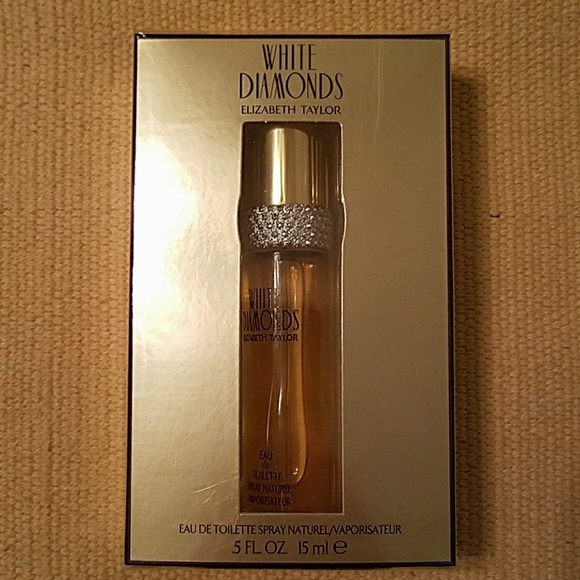 WHITE
DIAMONDS
ELIZABETH TAYLOR
WHITE
DIAMONDS
ELIZABETH TAYLOR
EAU
de
TOILETTE
SPRAY NATUREL
VAPORISATEUR
EAU DE TOILETTE SPRAY NATUREL/VAPORISATEUR
.5 FL. OZ. 15 ml ℮